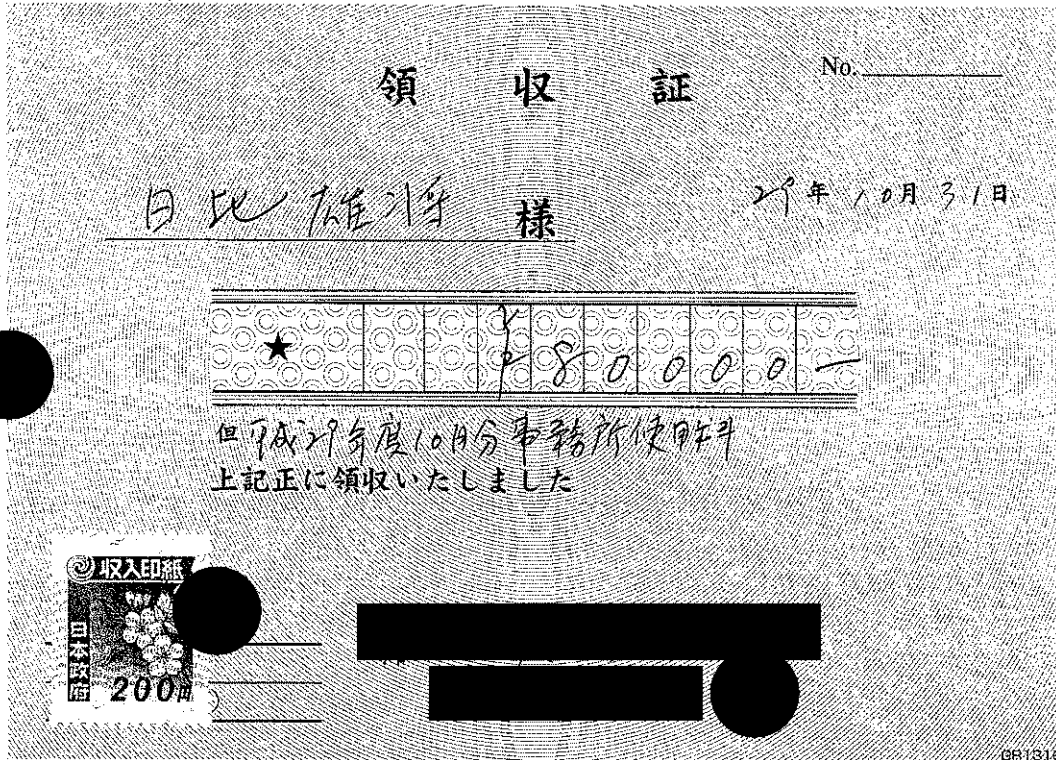 領収証
No.
日比雄将 様
29年10月31日
★ ¥80000-
但 平成29年度10月分事務所使用料
上記正に領収いたしました
収入印紙
日本政府
200円